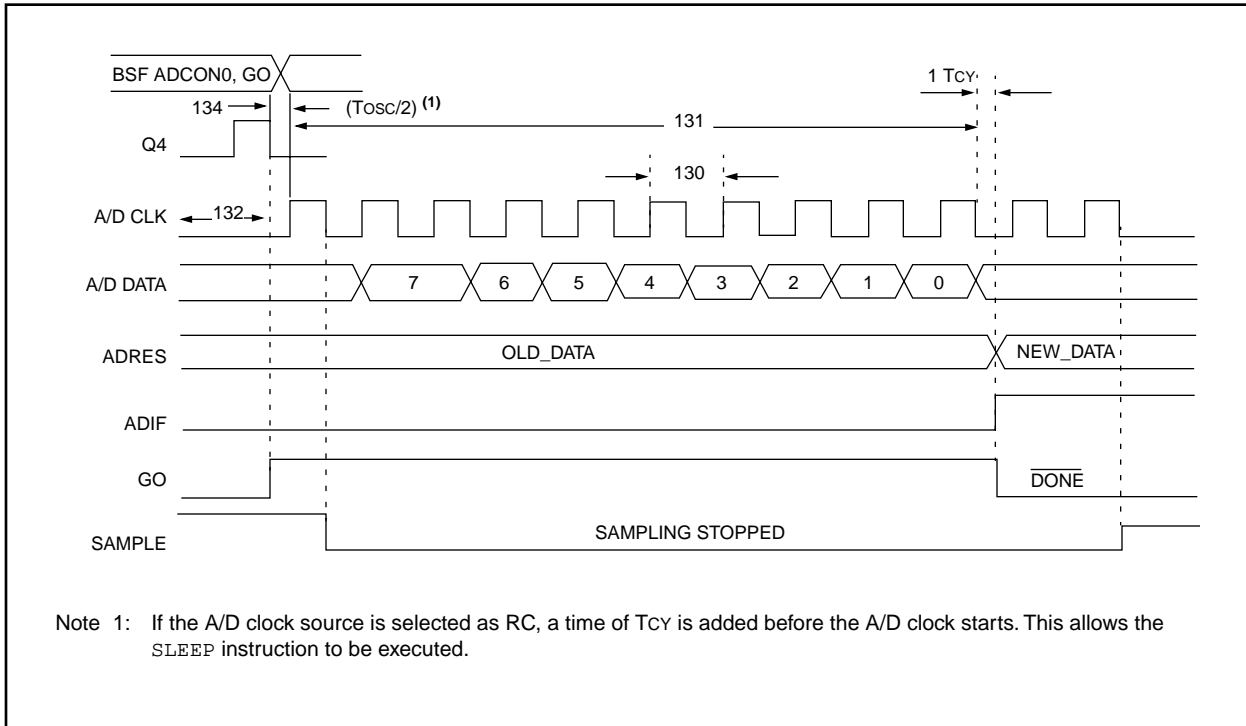 BSF ADCON0, GO
1 TCY
134
(TOSC/2) (1)
131
Q4
130
A/D CLK
132
A/D DATA
7 6 5 4 3 2 1 0
ADRES
OLD_DATA
NEW_DATA
ADIF
GO
DONE
SAMPLE
SAMPLING STOPPED
Note 1: If the A/D clock source is selected as RC, a time of TCY is added before the A/D clock starts. This allows the
SLEEP instruction to be executed.